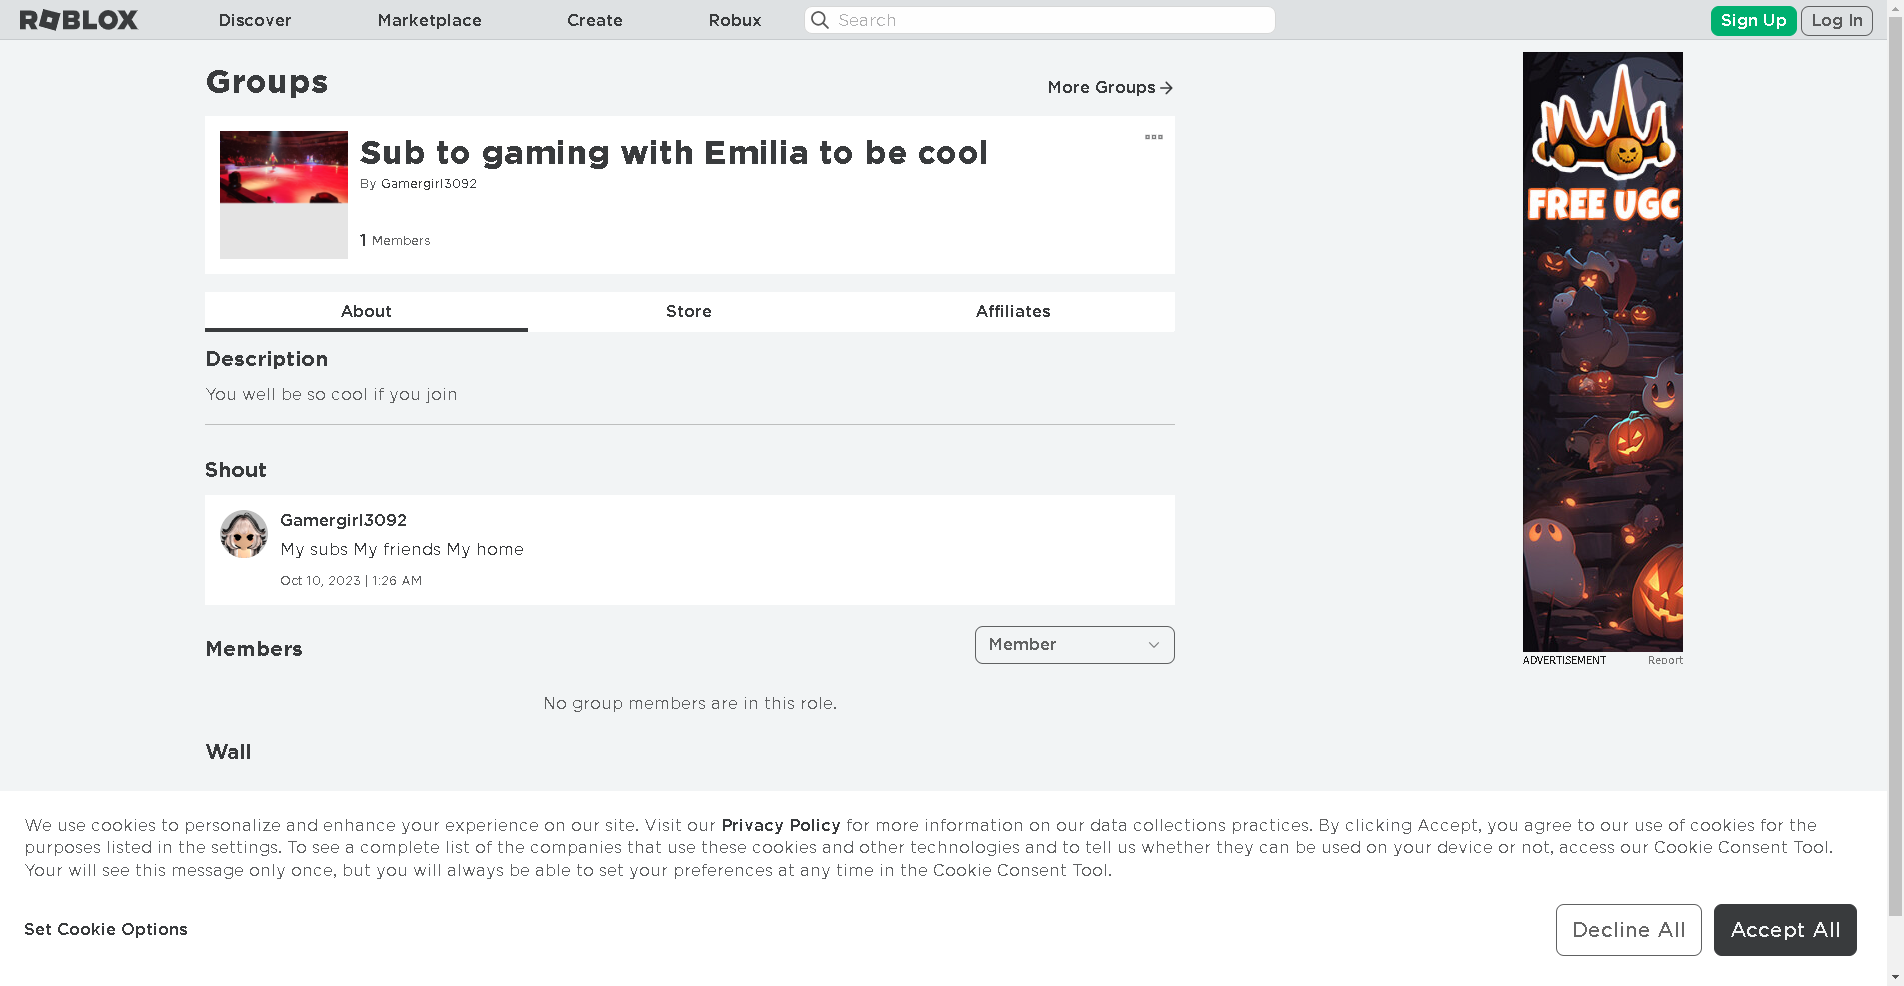 ROBLOX
Discover
Marketplace
Create
Robux
Search
Sign Up
Log In
Groups
More Groups
Sub to gaming with Emilia to be cool
By Gamergirl3092
1 Members
About
Store
Affiliates
Description
You well be so cool if you join
Shout
Gamergirl3092
My subs My friends My home
Oct 10, 2023 | 1:26 AM
Members
Member
No group members are in this role.
Wall
FREE UGC
ADVERTISEMENT
Report
We use cookies to personalize and enhance your experience on our site. Visit our Privacy Policy for more information on our data collections practices. By clicking Accept, you agree to our use of cookies for the
purposes listed in the settings. To see a complete list of the companies that use these cookies and other technologies and to tell us whether they can be used on your device or not, access our Cookie Consent Tool.
Your will see this message only once, but you will always be able to set your preferences at any time in the Cookie Consent Tool.
Set Cookie Options
Decline All
Accept All